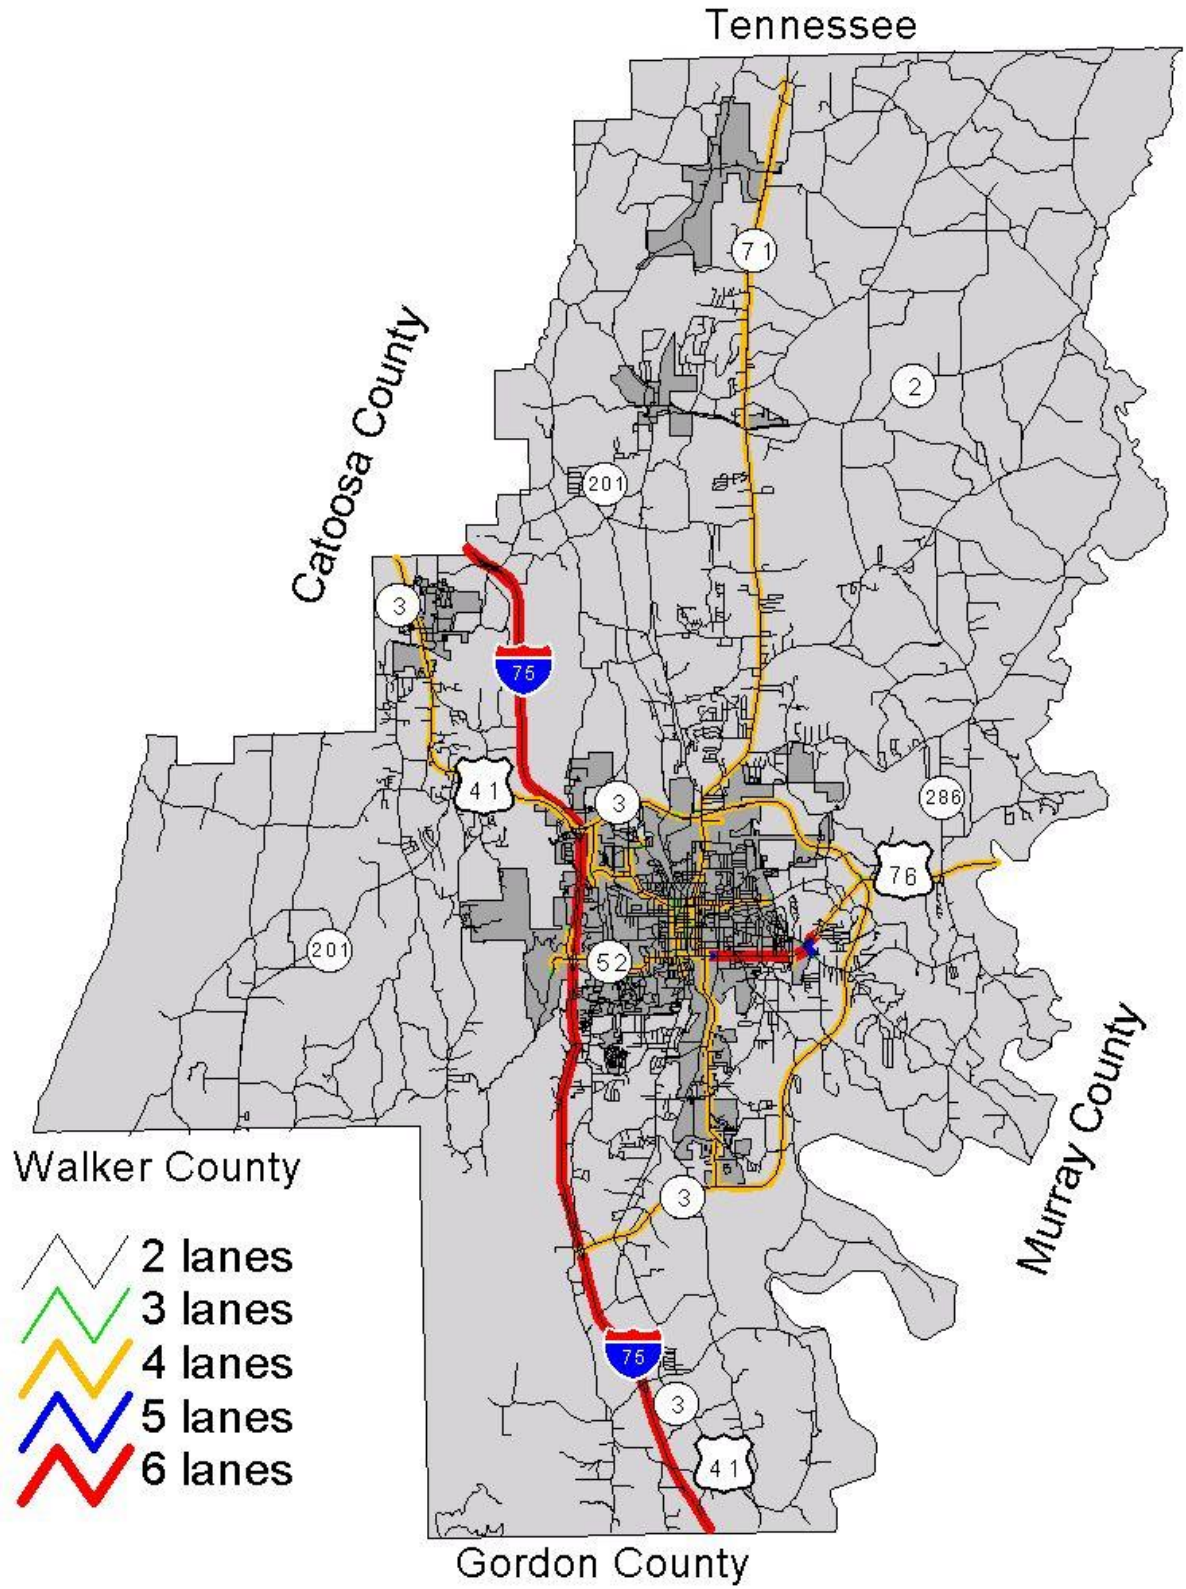 Tennessee
71
Catoosa County
2
201
3
75
41
3
286
76
201
52
Murray County
Walker County
3
2 lanes
3 lanes
4 lanes
5 lanes
6 lanes
75
3
41
Gordon County